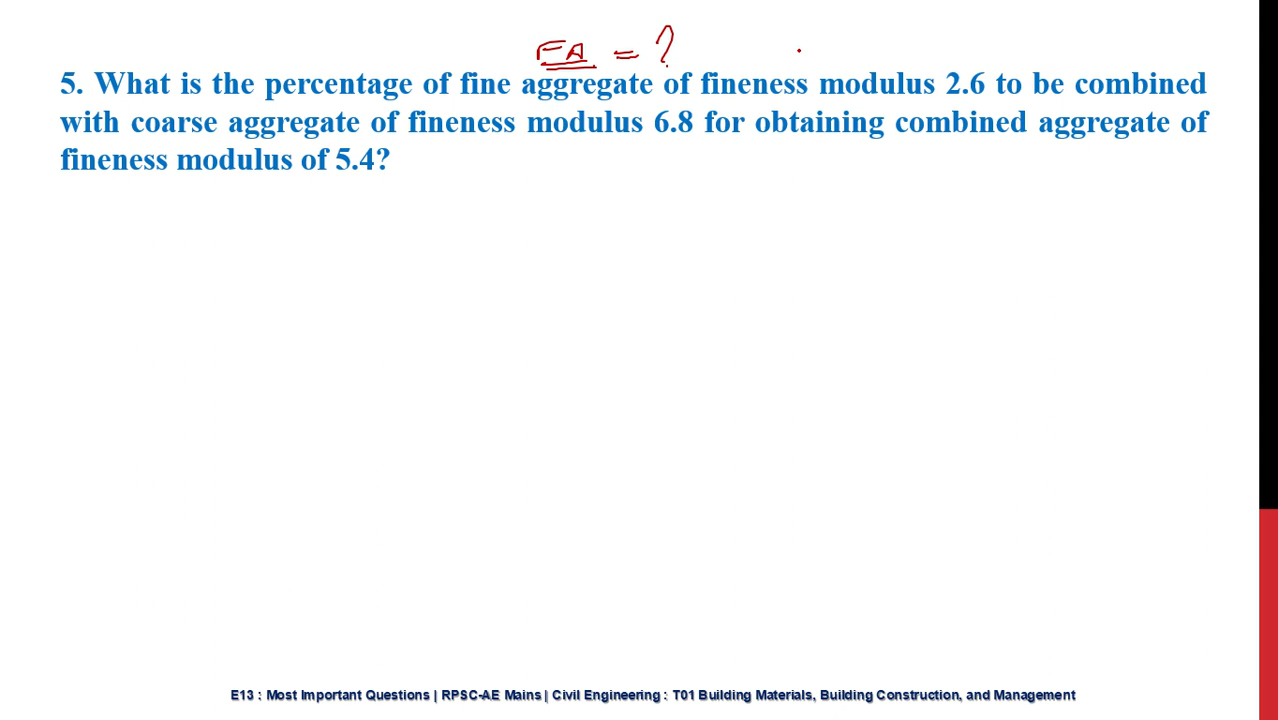 FA = ?
5. What is the percentage of fine aggregate of fineness modulus 2.6 to be combined
with coarse aggregate of fineness modulus 6.8 for obtaining combined aggregate of
fineness modulus of 5.4?
E13 : Most Important Questions | RPSC-AE Mains | Civil Engineering : T01 Building Materials, Building Construction, and Management